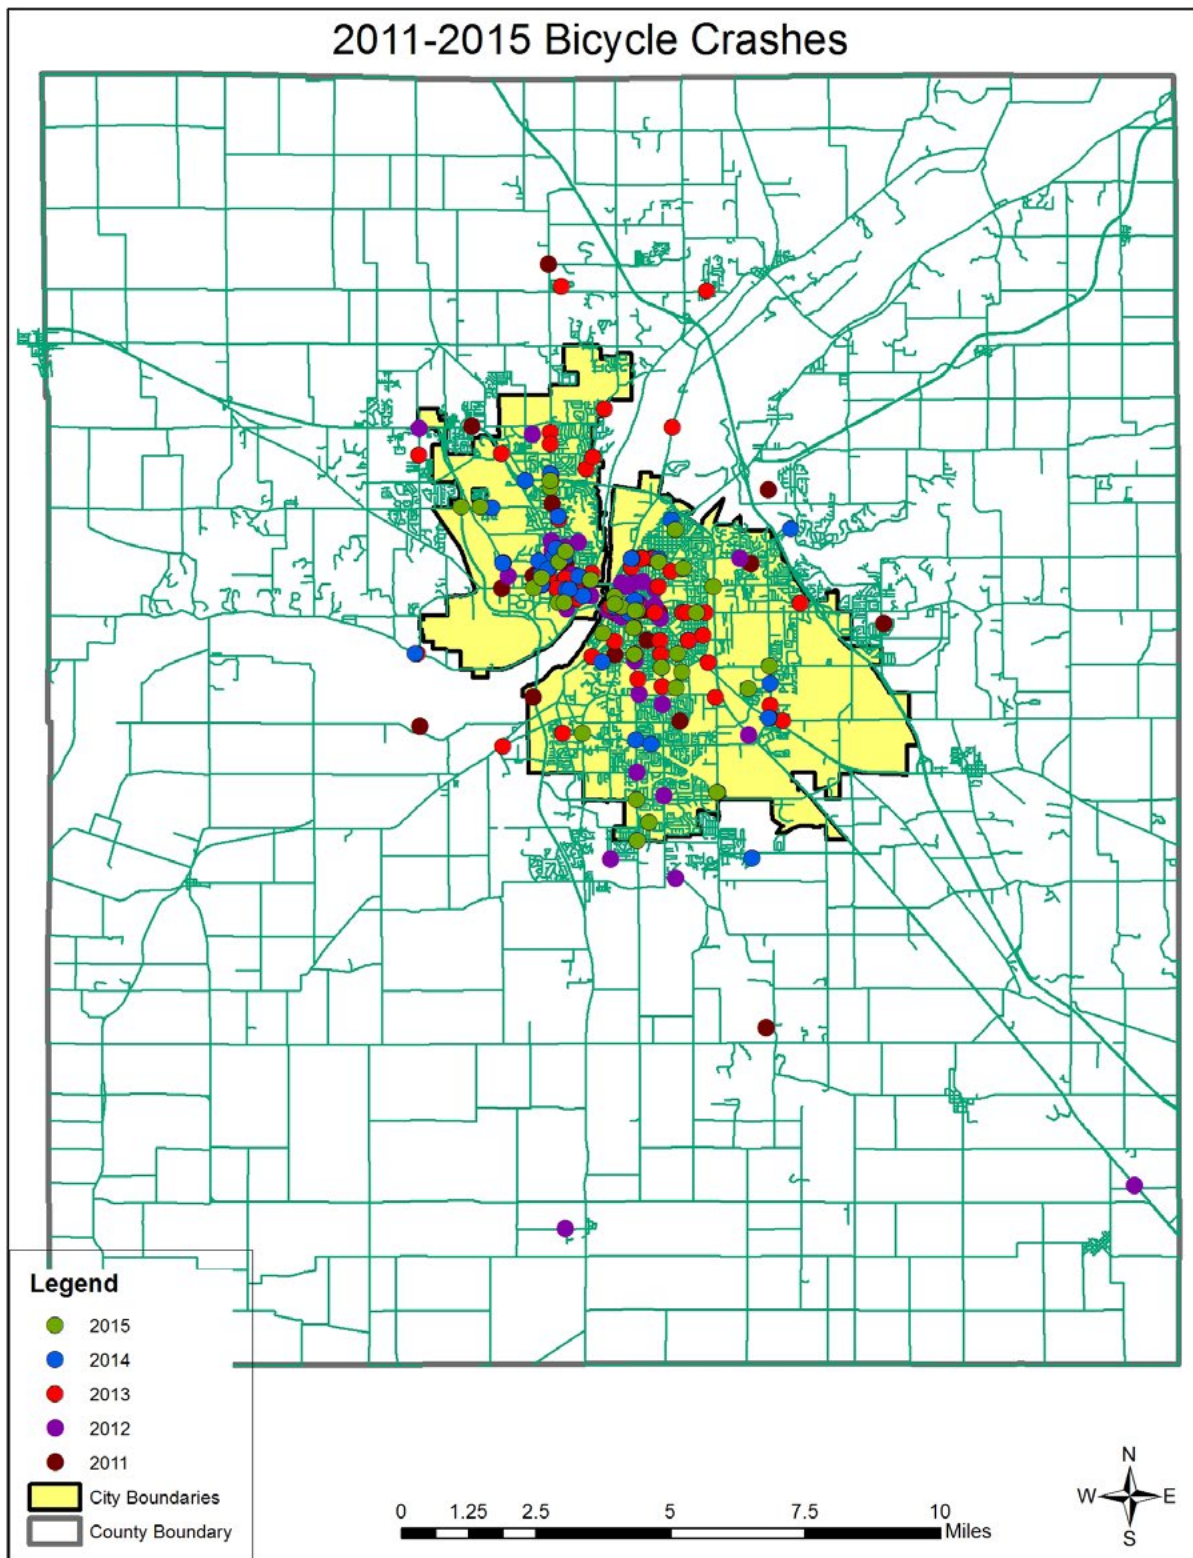 2011-2015 Bicycle Crashes
Legend
2015
2014
2013
2012
2011
City Boundaries
County Boundary
0 1.25 2.5 5 7.5 10
Miles
N
W E
S